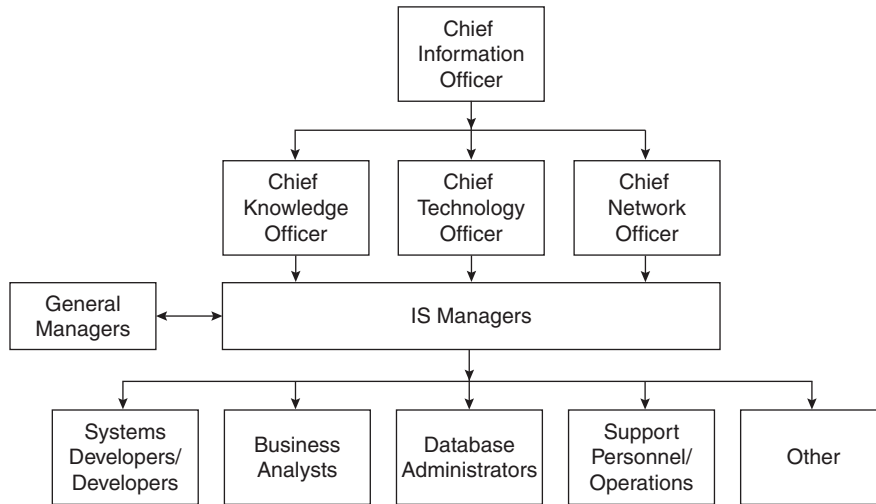 Chief
Information
Officer
Chief
Knowledge
Officer
Chief
Technology
Officer
Chief
Network
Officer
General
Managers
IS Managers
Systems
Developers/
Developers
Business
Analysts
Database
Administrators
Support
Personnel/
Operations
Other